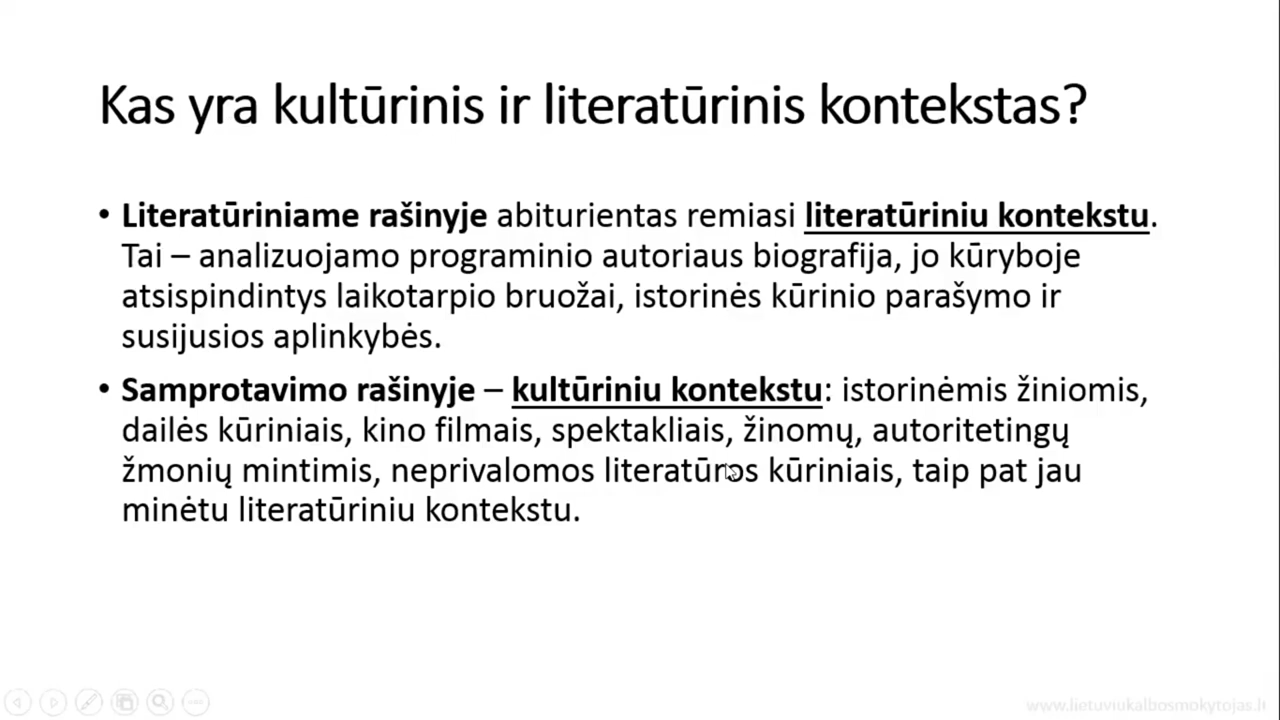 Kas yra kultūrinis ir literatūrinis kontekstas?
• Literatūriniame rašinyje abiturientas remiasi literatūriniu kontekstu.
Tai – analizuojamo programinio autoriaus biografija, jo kūryboje
atsispindintys laikotarpio bruožai, istorinės kūrinio parašymo ir
susijusios aplinkybės.
• Samprotavimo rašinyje – kultūriniu kontekstu: istorinėmis žiniomis,
dailės kūriniais, kino filmais, spektakliais, žinomų, autoritetingų
žmonių mintimis, neprivalomos literatūros kūriniais, taip pat jau
minėtu literatūriniu kontekstu.
www.lietuviukalbosmokytojas.lt